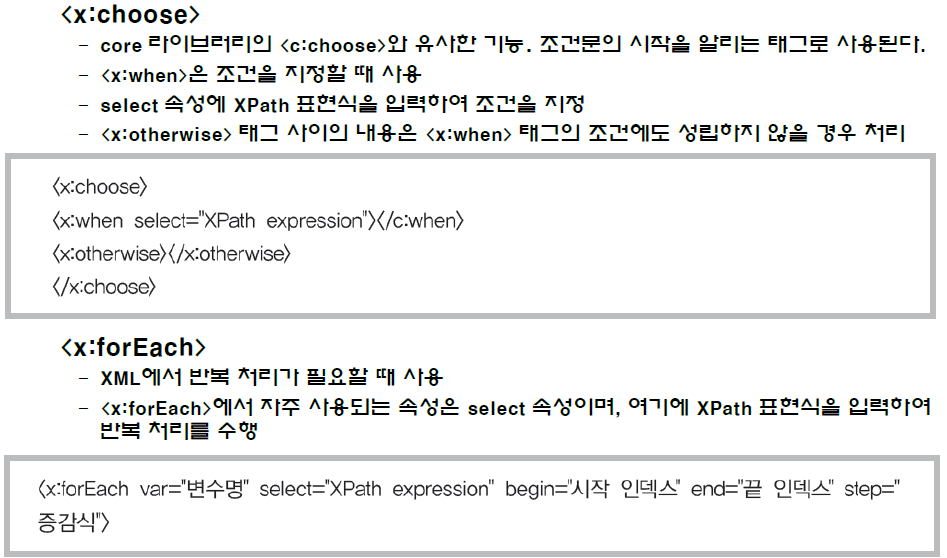 <x:choose>
– core 라이브러리의 <c:choose>와 유사한 기능. 조건문의 시작을 알리는 태그로 사용된다.
– <x:when>은 조건을 지정할 때 사용
– select 속성에 XPath 표현식을 입력하여 조건을 지정
– <x:otherwise> 태그 사이의 내용은 <x:when> 태그의 조건에도 성립하지 않을 경우 처리
<x:choose>
<x:when select="XPath expression"></c:when>
<x:otherwise></x:otherwise>
</x:choose>
<x:forEach>
– XML에서 반복 처리가 필요할 때 사용
– <x:forEach>에서 자주 사용되는 속성은 select 속성이며, 여기에 XPath 표현식을 입력하여
반복 처리를 수행
<x:forEach var="변수명" select="XPath expression" begin="시작 인덱스" end="끝 인덱스" step="
증감식">